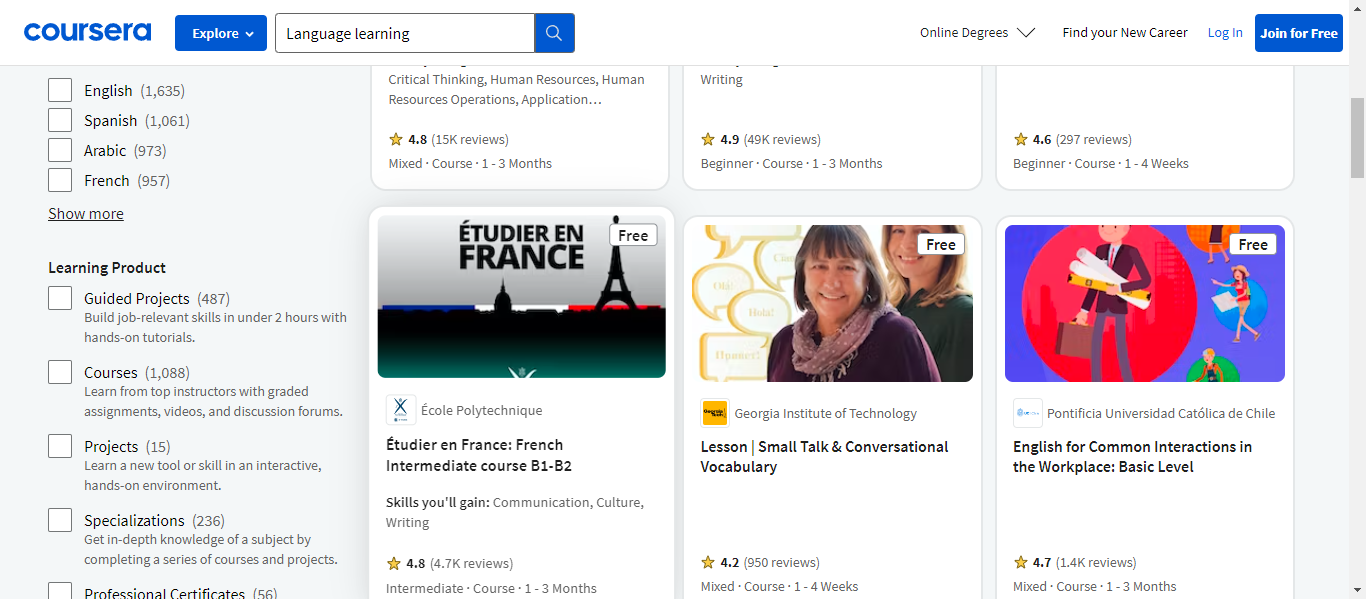 coursera
Explore
Language learning
Online Degrees
Find your New Career
Log In
Join for Free
English (1,635)
Spanish (1,061)
Arabic (973)
French (957)
Show more
Learning Product
Guided Projects (487)
Build job-relevant skills in under 2 hours with
hands-on tutorials.
Courses (1,088)
Learn from top instructors with graded
assignments, videos, and discussion forums.
Projects (15)
Learn a new tool or skill in an interactive,
hands-on environment.
Specializations (236)
Get in-depth knowledge of a subject by
completing a series of courses and projects.
Professional Certificates (56)
Critical Thinking, Human Resources, Human
Resources Operations, Application…
4.8 (15K reviews)
Mixed · Course · 1 - 3 Months
Writing
4.9 (49K reviews)
Beginner · Course · 1 - 3 Months
4.6 (297 reviews)
Beginner · Course · 1 - 4 Weeks
ÉTUDIER EN
FRANCE
Free
École Polytechnique
Étudier en France: French
Intermediate course B1-B2
Skills you'll gain: Communication, Culture,
Writing
4.8 (4.7K reviews)
Intermediate · Course · 1 - 3 Months
Free
Olá!
Hola!
Привет!
Georgia Institute of Technology
Lesson | Small Talk & Conversational
Vocabulary
4.2 (950 reviews)
Mixed · Course · 1 - 4 Weeks
Free
Pontificia Universidad Católica de Chile
English for Common Interactions in
the Workplace: Basic Level
4.7 (1.4K reviews)
Mixed · Course · 1 - 3 Months